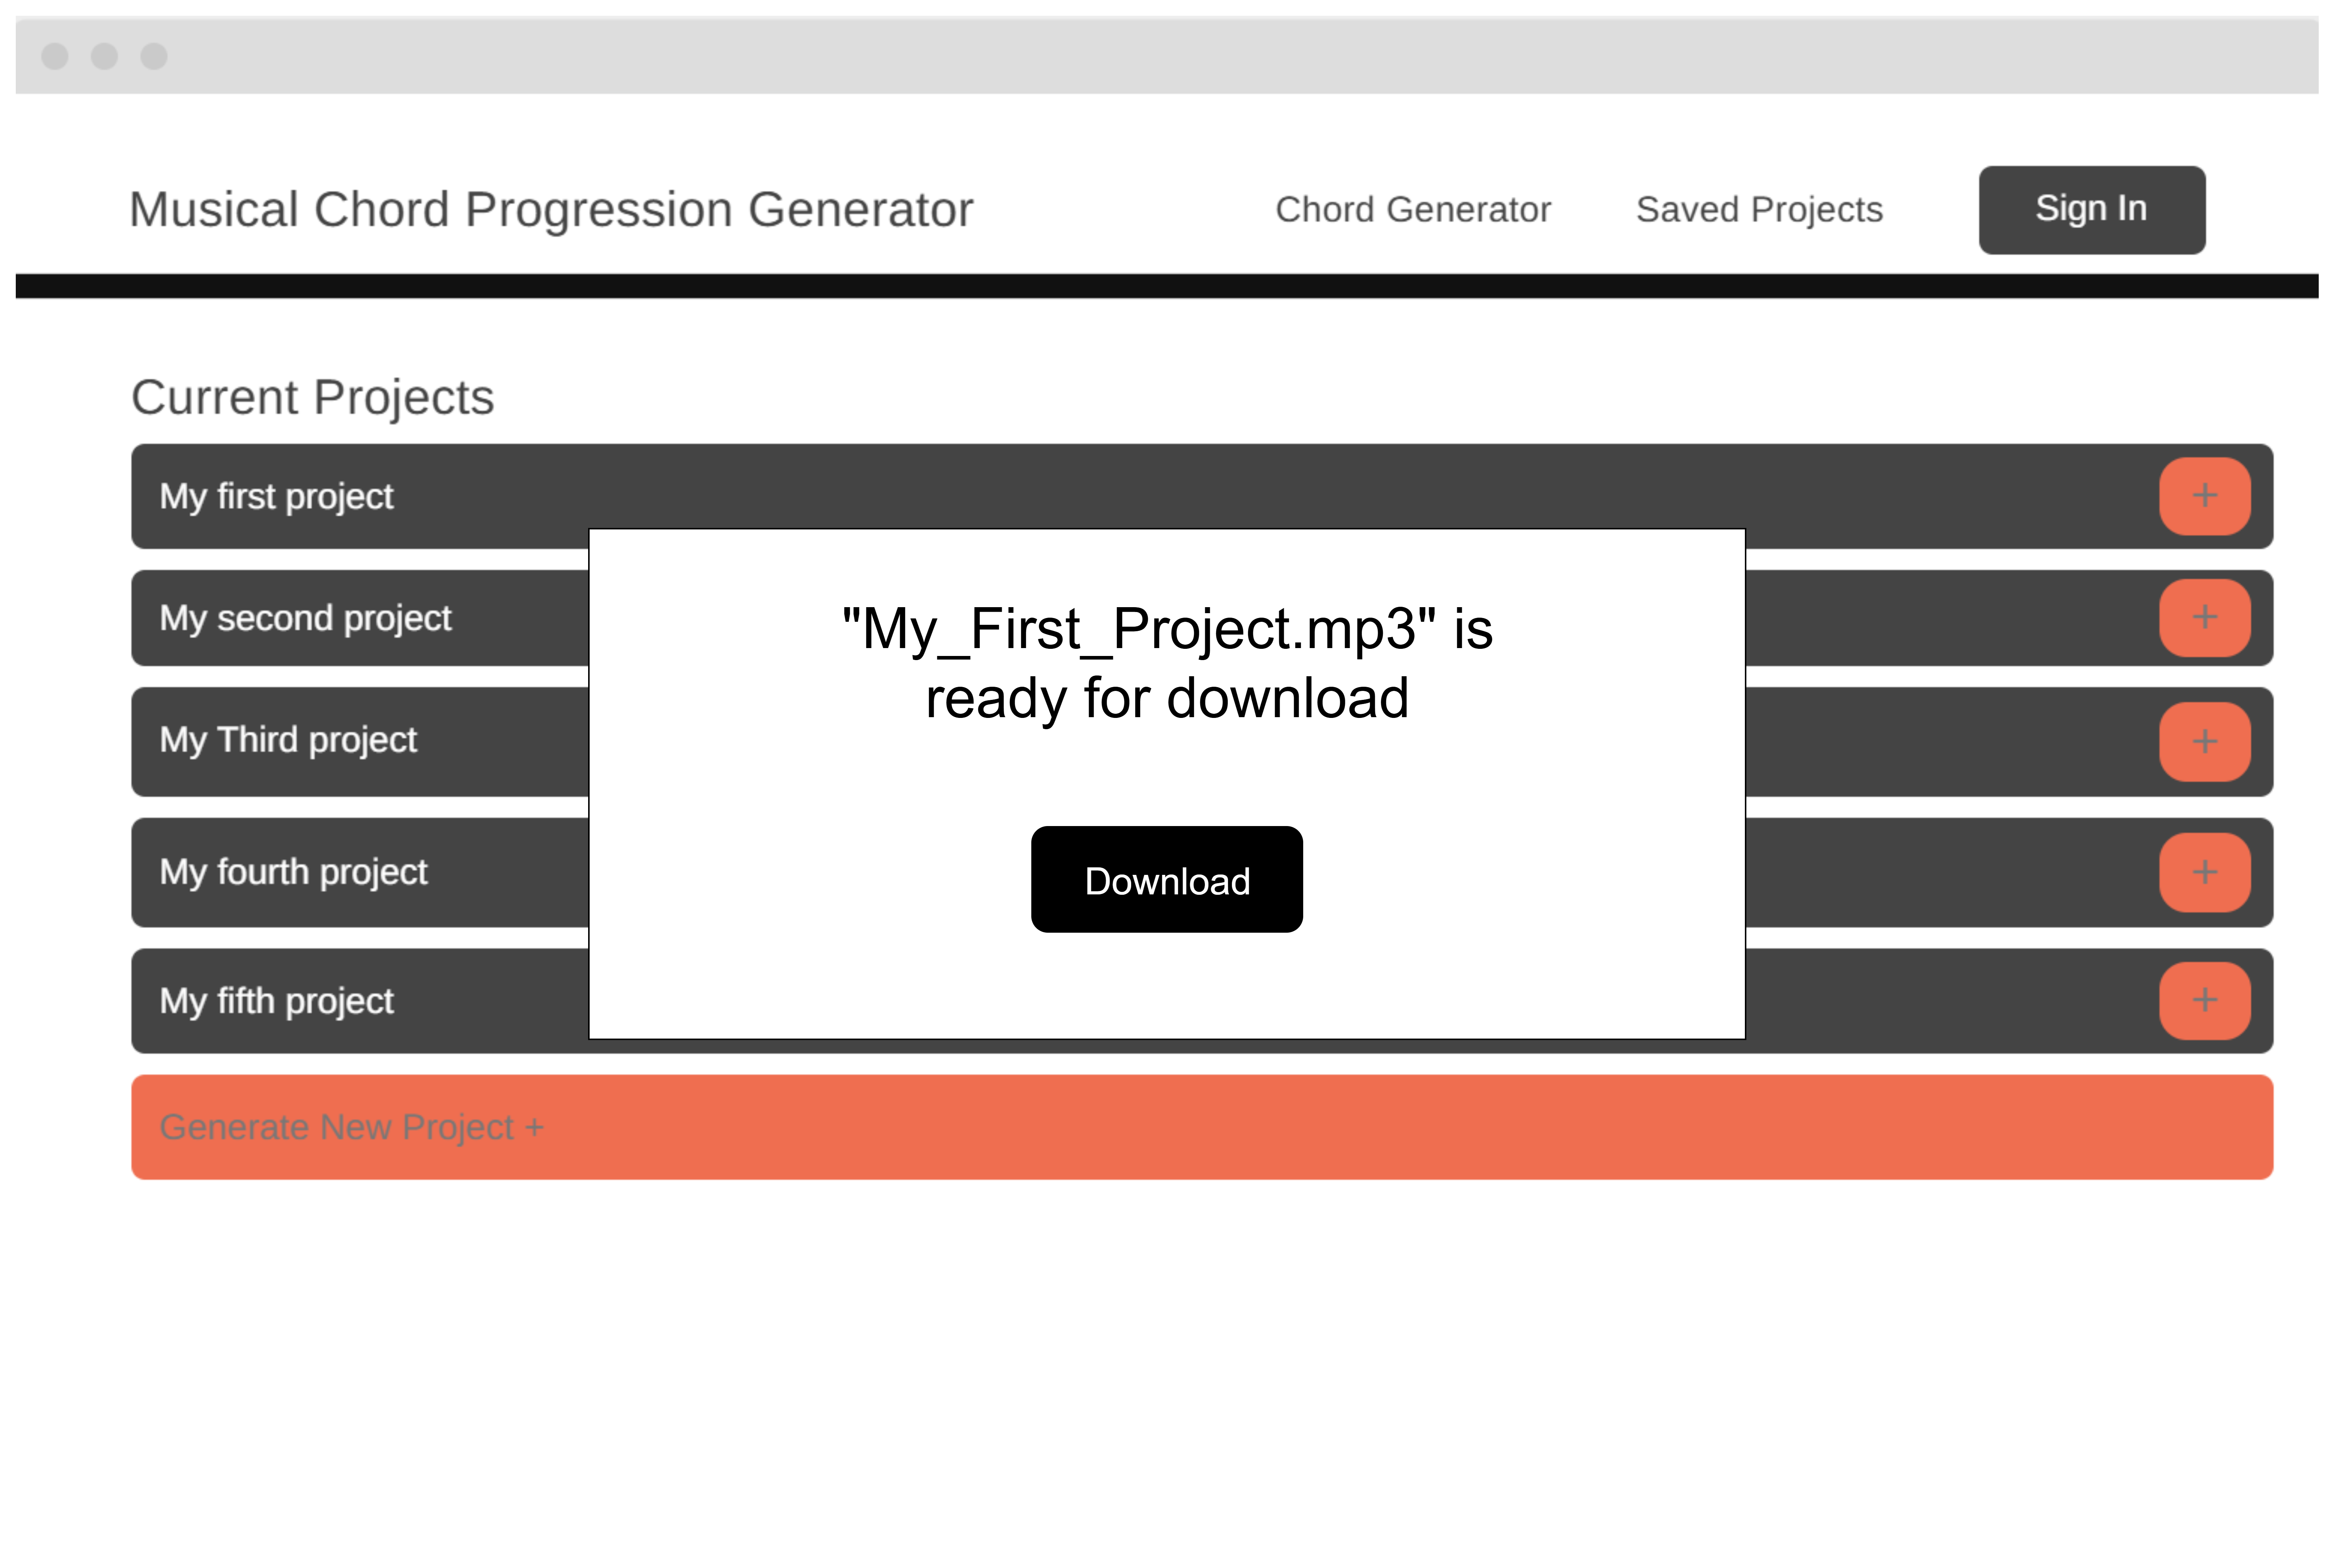 Musical Chord Progression Generator
Chord Generator
Saved Projects
Sign In
Current Projects
My first project
+
My second project
+
My Third project
+
My fourth project
+
My fifth project
+
"My_First_Project.mp3" is
ready for download
Download
Generate New Project +